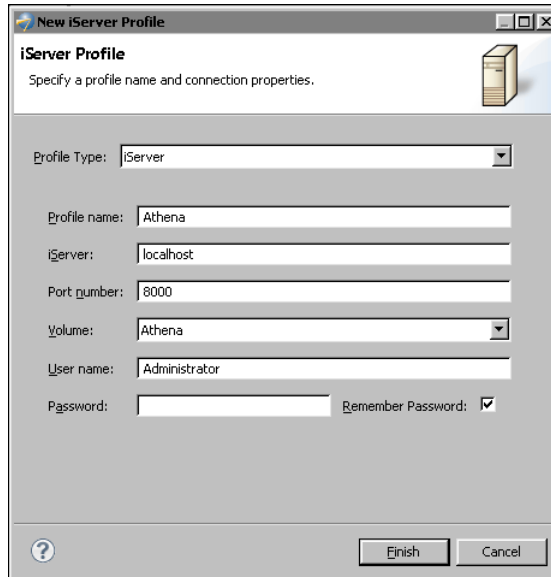 New iServer Profile
iServer Profile
Specify a profile name and connection properties.
Profile Type: iServer
Profile name: Athena
iServer: localhost
Port number: 8000
Volume: Athena
User name: Administrator
Password: Remember Password:
? Finish Cancel